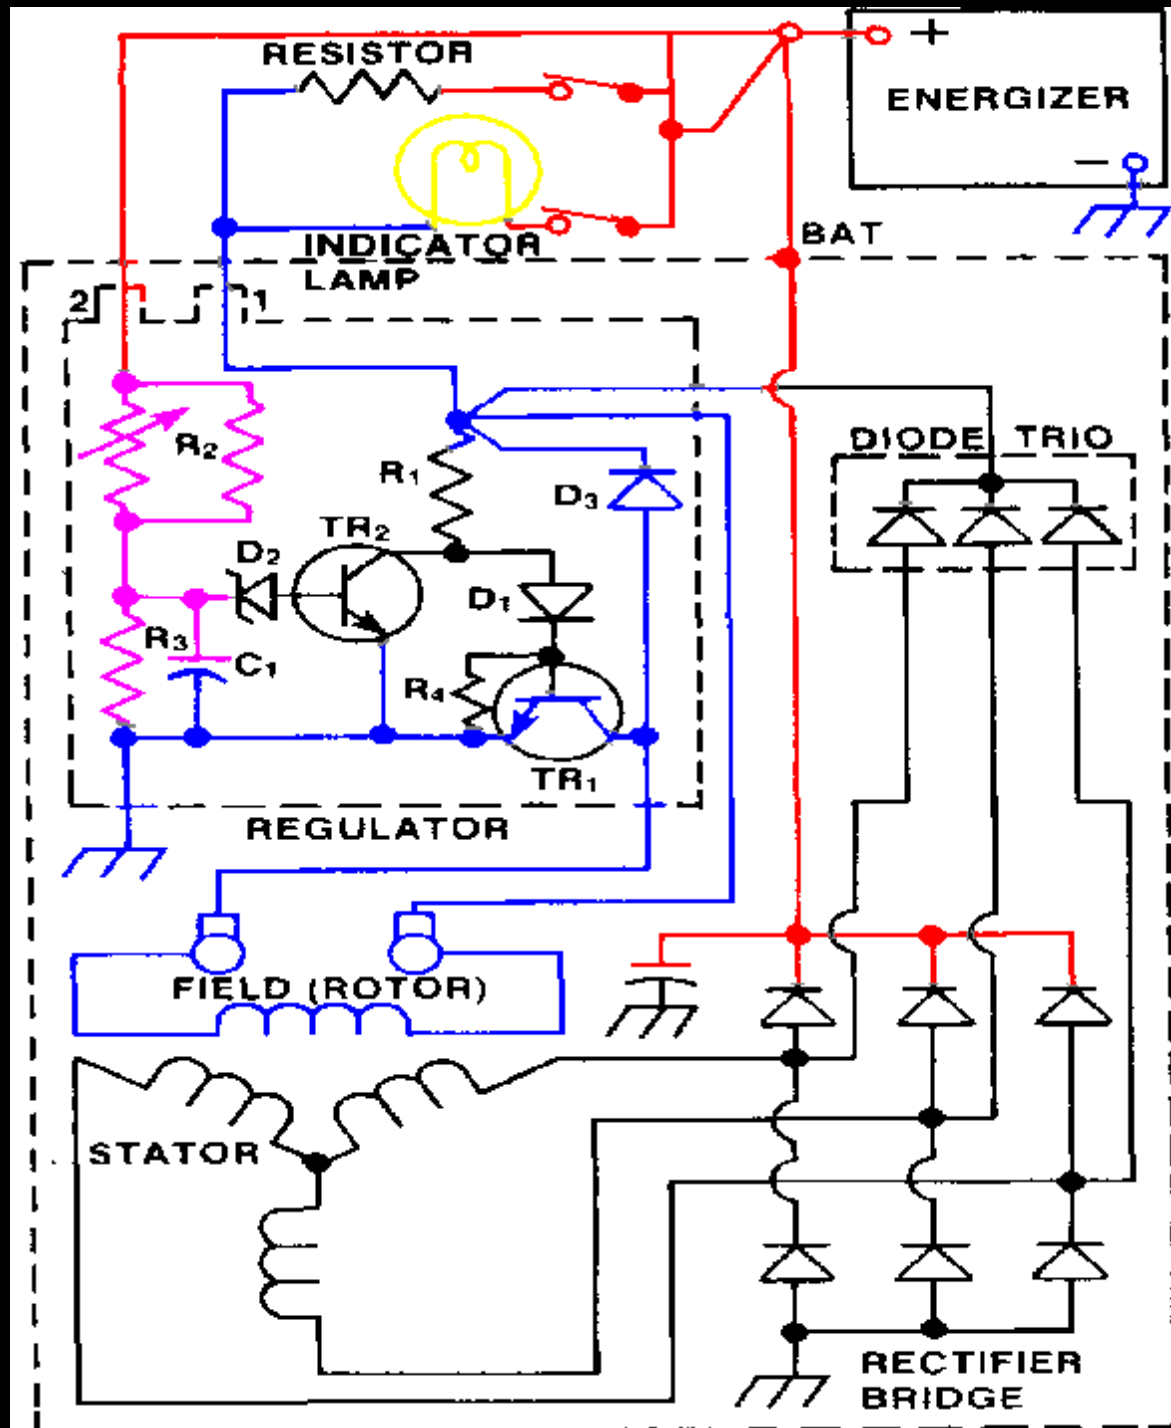 RESISTOR
+
ENERGIZER
−
INDICATOR
LAMP
BAT
2
1
R2
R1
D3
DIODE TRIO
TR2
D2
D1
R3
C1
R4
TR1
REGULATOR
FIELD (ROTOR)
STATOR
RECTIFIER
BRIDGE